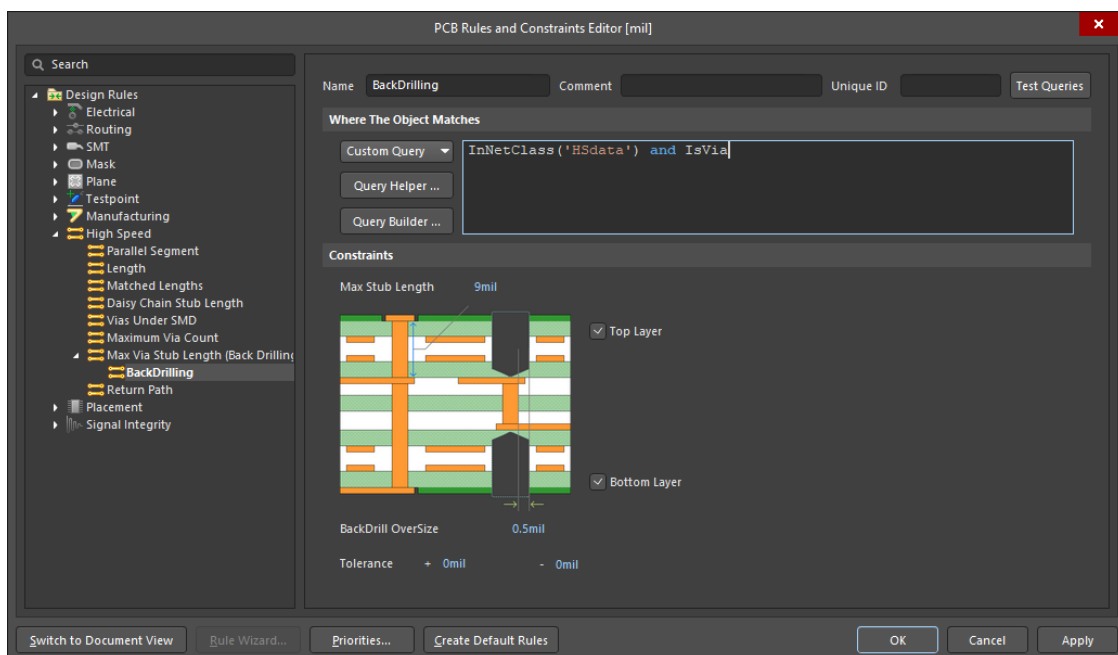 PCB Rules and Constraints Editor [mil]
Search
Design Rules
Electrical
Routing
SMT
Mask
Plane
Testpoint
Manufacturing
High Speed
Parallel Segment
Length
Matched Lengths
Daisy Chain Stub Length
Vias Under SMD
Maximum Via Count
Max Via Stub Length (Back Drilling
BackDrilling
Return Path
Placement
Signal Integrity
Name BackDrilling Comment Unique ID Test Queries
Where The Object Matches
Custom Query InNetClass('HSdata') and IsVia
Query Helper ...
Query Builder ...
Constraints
Max Stub Length 9mil
Top Layer
Bottom Layer
BackDrill OverSize 0.5mil
Tolerance + 0mil - 0mil
Switch to Document View Rule Wizard... Priorities... Create Default Rules OK Cancel Apply